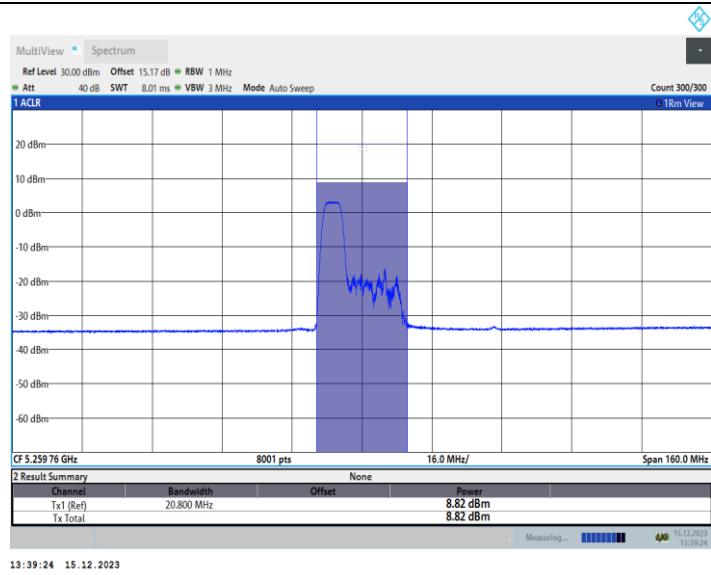 MultiView Spectrum
Ref Level 30.00 dBm Offset 15.17 dB RBW 1 MHz
Att 40 dB SWT 8.01 ms VBW 3 MHz Mode Auto Sweep Count 300/300
1 ACLR 1Rm View
20 dBm
10 dBm
0 dBm
-10 dBm
-20 dBm
-30 dBm
-40 dBm
-50 dBm
-60 dBm
CF 5.259 76 GHz 8001 pts 16.0 MHz/ Span 160.0 MHz
2 Result Summary None
Channel Bandwidth Offset Power
Tx1 (Ref) 20.800 MHz 8.82 dBm
Tx Total 8.82 dBm
Measuring... 15.12.2023
13:39:24
13:39:24 15.12.2023